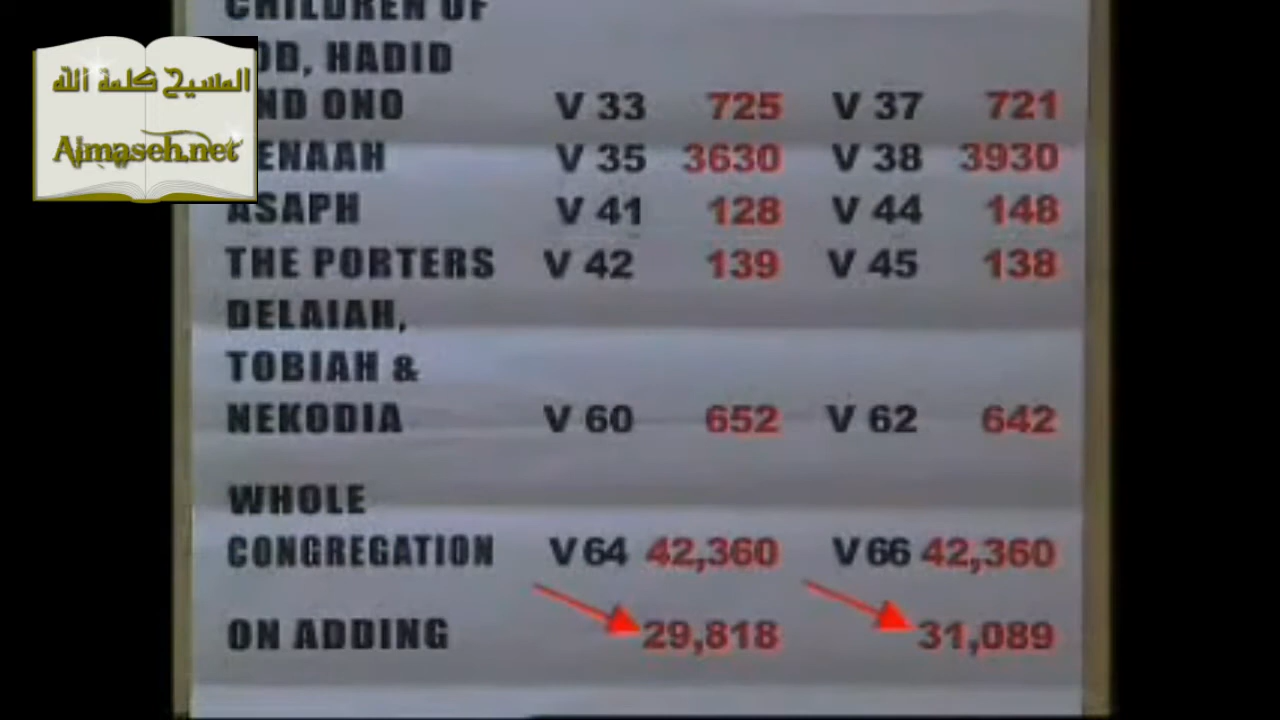 المسيح كلمة الله
Almaseh.net
CHILDREN OF
OD, HADID
ND ONO V 33 725 V 37 721
ENAAH V 35 3630 V 38 3930
ASAPH V 41 128 V 44 148
THE PORTERS V 42 139 V 45 138
DELAIAH,
TOBIAH &
NEKODIA V 60 652 V 62 642
WHOLE
CONGREGATION V 64 42,360 V 66 42,360
ON ADDING 29,818 31,089